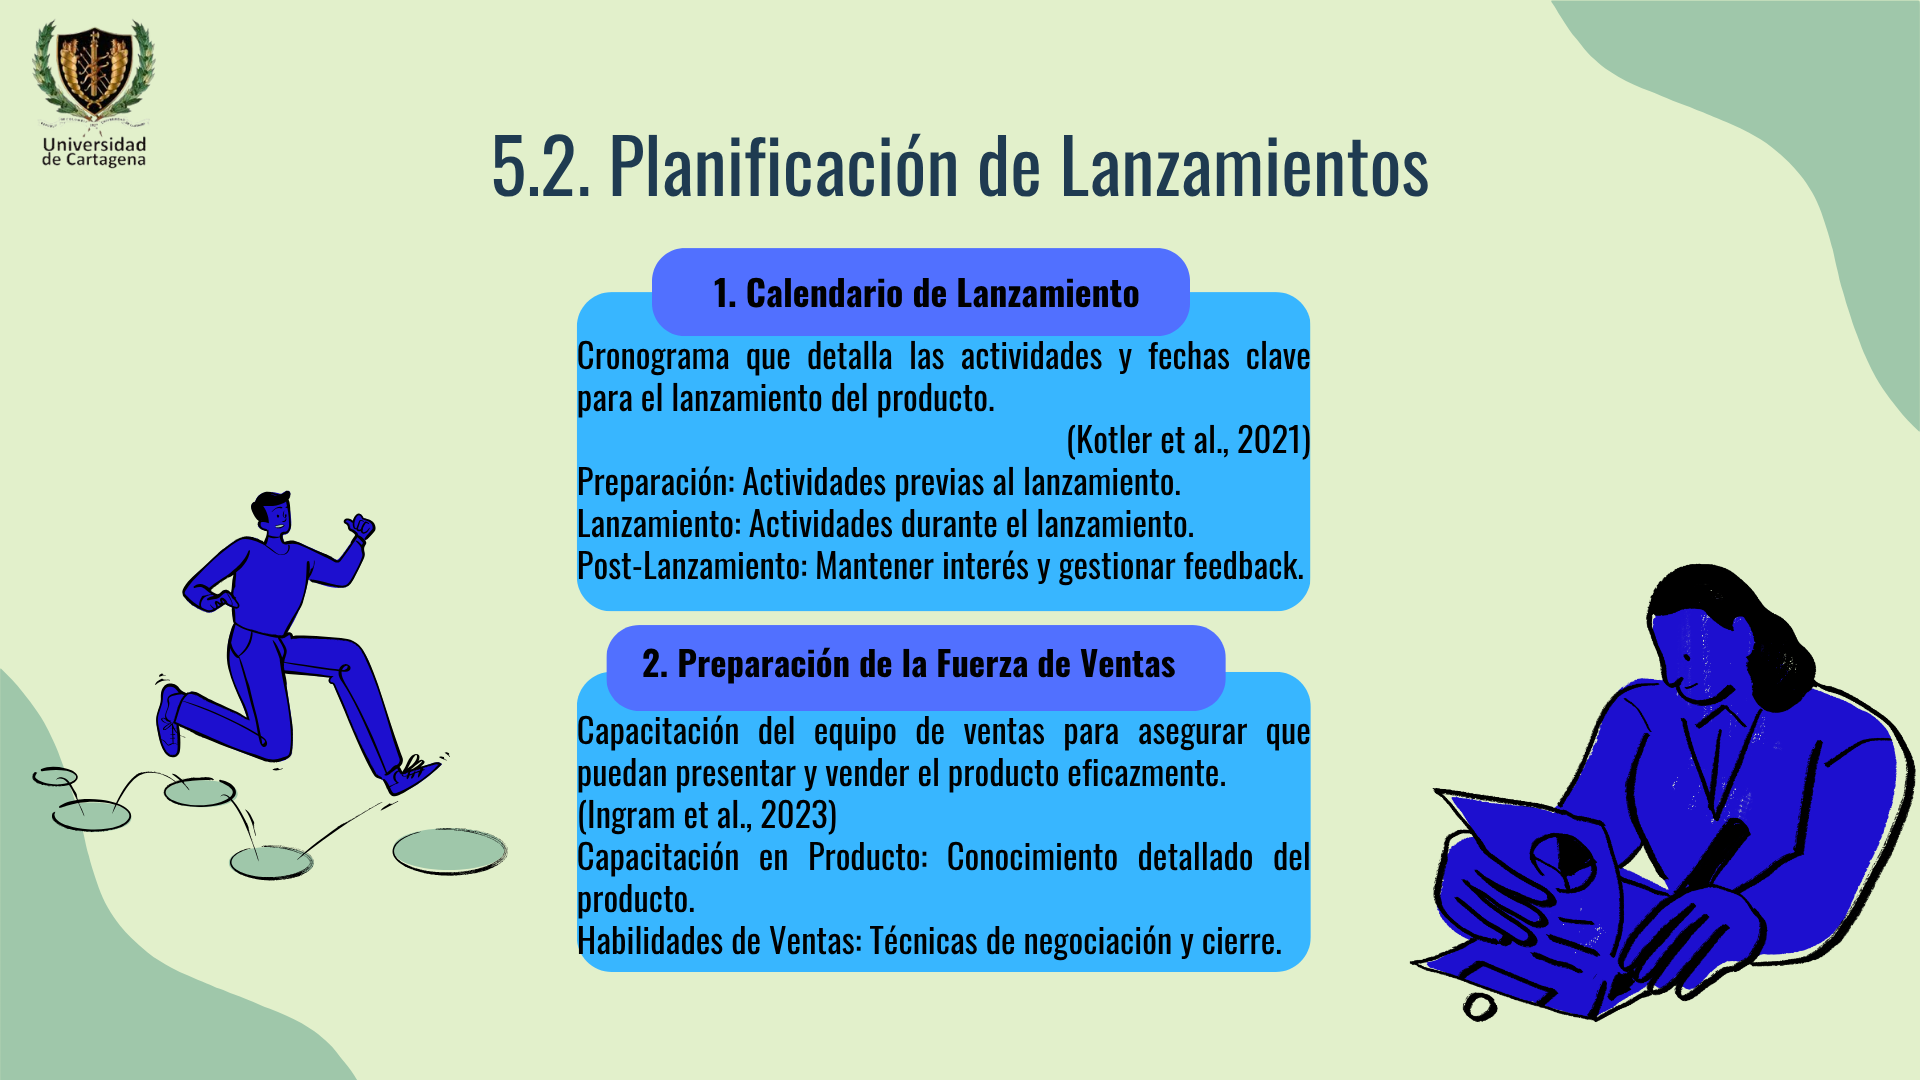 Universidad
de Cartagena
5.2. Planificación de Lanzamientos
1. Calendario de Lanzamiento
Cronograma que detalla las actividades y fechas clave
para el lanzamiento del producto.
(Kotler et al., 2021)
Preparación: Actividades previas al lanzamiento.
Lanzamiento: Actividades durante el lanzamiento.
Post-Lanzamiento: Mantener interés y gestionar feedback.
2. Preparación de la Fuerza de Ventas
Capacitación del equipo de ventas para asegurar que
puedan presentar y vender el producto eficazmente.
(Ingram et al., 2023)
Capacitación en Producto: Conocimiento detallado del
producto.
Habilidades de Ventas: Técnicas de negociación y cierre.